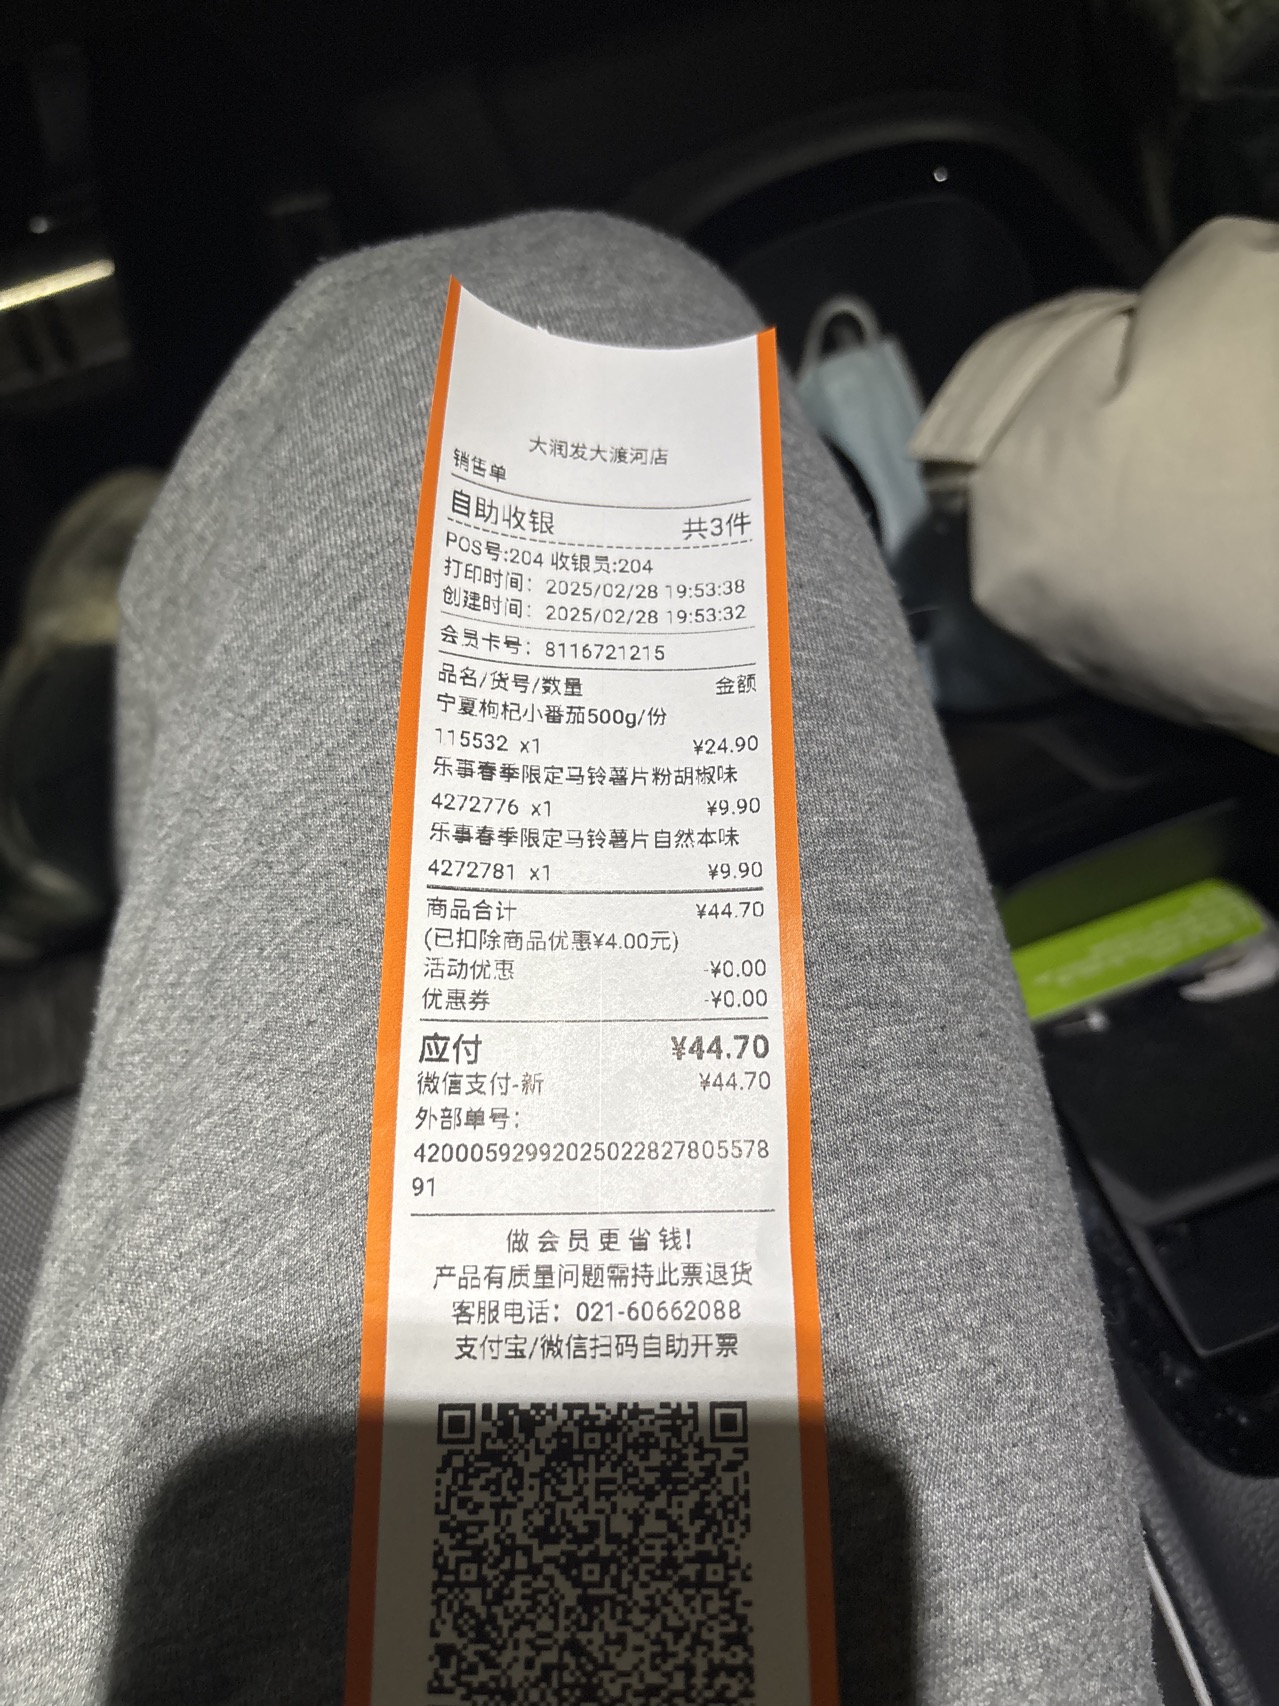 大润发大渡河店
销售单
自助收银 共3件
POS号:204 收银员:204
打印时间: 2025/02/28 19:53:38
创建时间: 2025/02/28 19:53:32
会员卡号: 8116721215
品名/货号/数量 金额
宁夏枸杞小番茄500g/份
115532 x1 ¥24.90
乐事春季限定马铃薯片粉胡椒味
4272776 x1 ¥9.90
乐事春季限定马铃薯片自然本味
4272781 x1 ¥9.90
商品合计 ¥44.70
(已扣除商品优惠¥4.00元)
活动优惠 -¥0.00
优惠券 -¥0.00
应付 ¥44.70
微信支付-新 ¥44.70
外部单号:
42000592992025022827805578
91
做会员更省钱!
产品有质量问题需持此票退货
客服电话: 021-60662088
支付宝/微信扫码自助开票